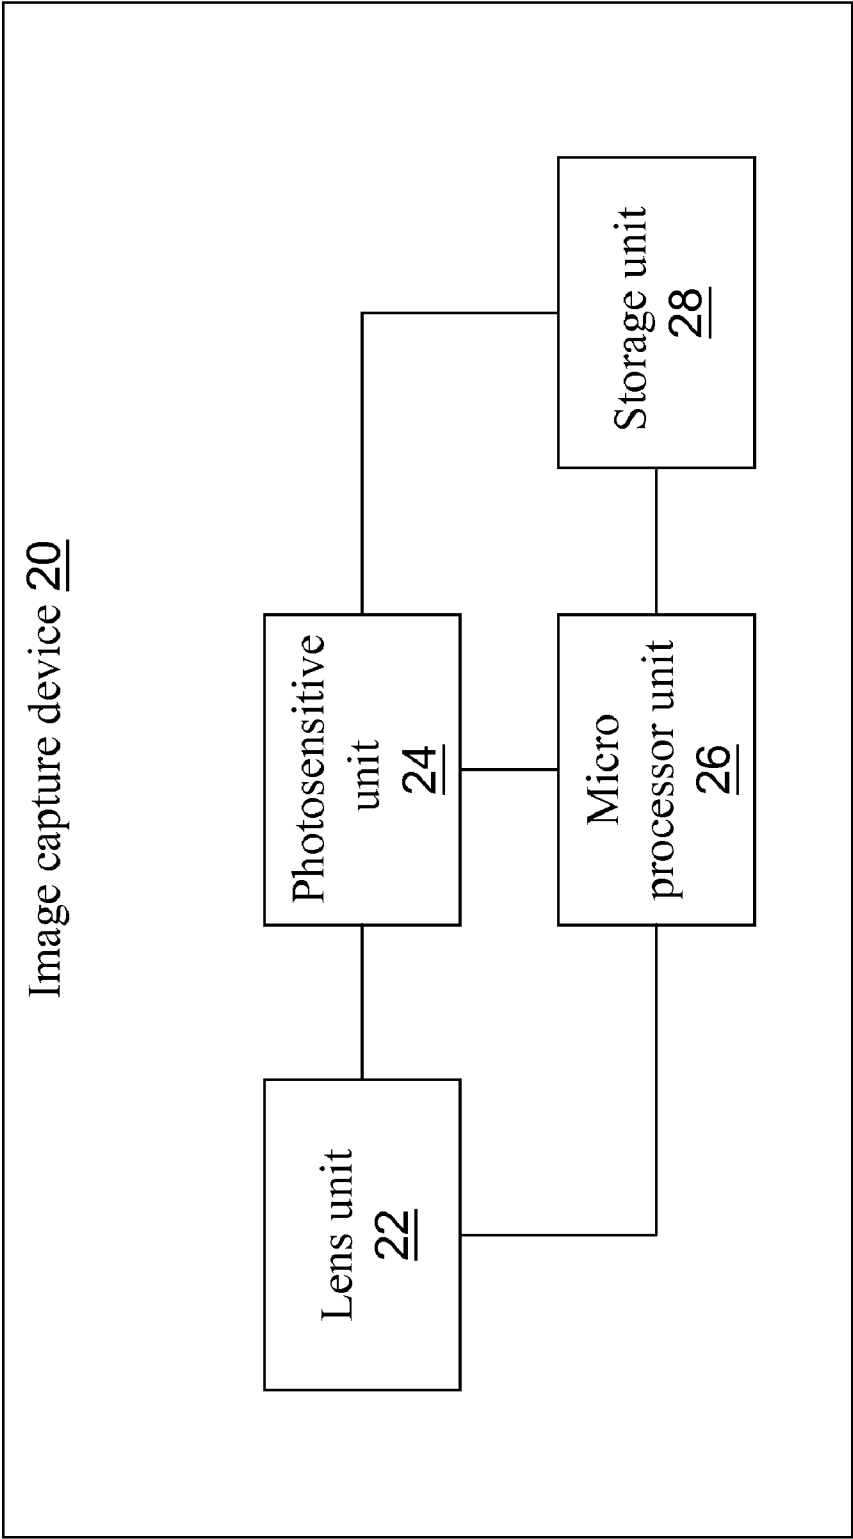 Image capture device 20
Lens unit
22
Photosensitive
unit
24
Micro
processor unit
26
Storage unit
28